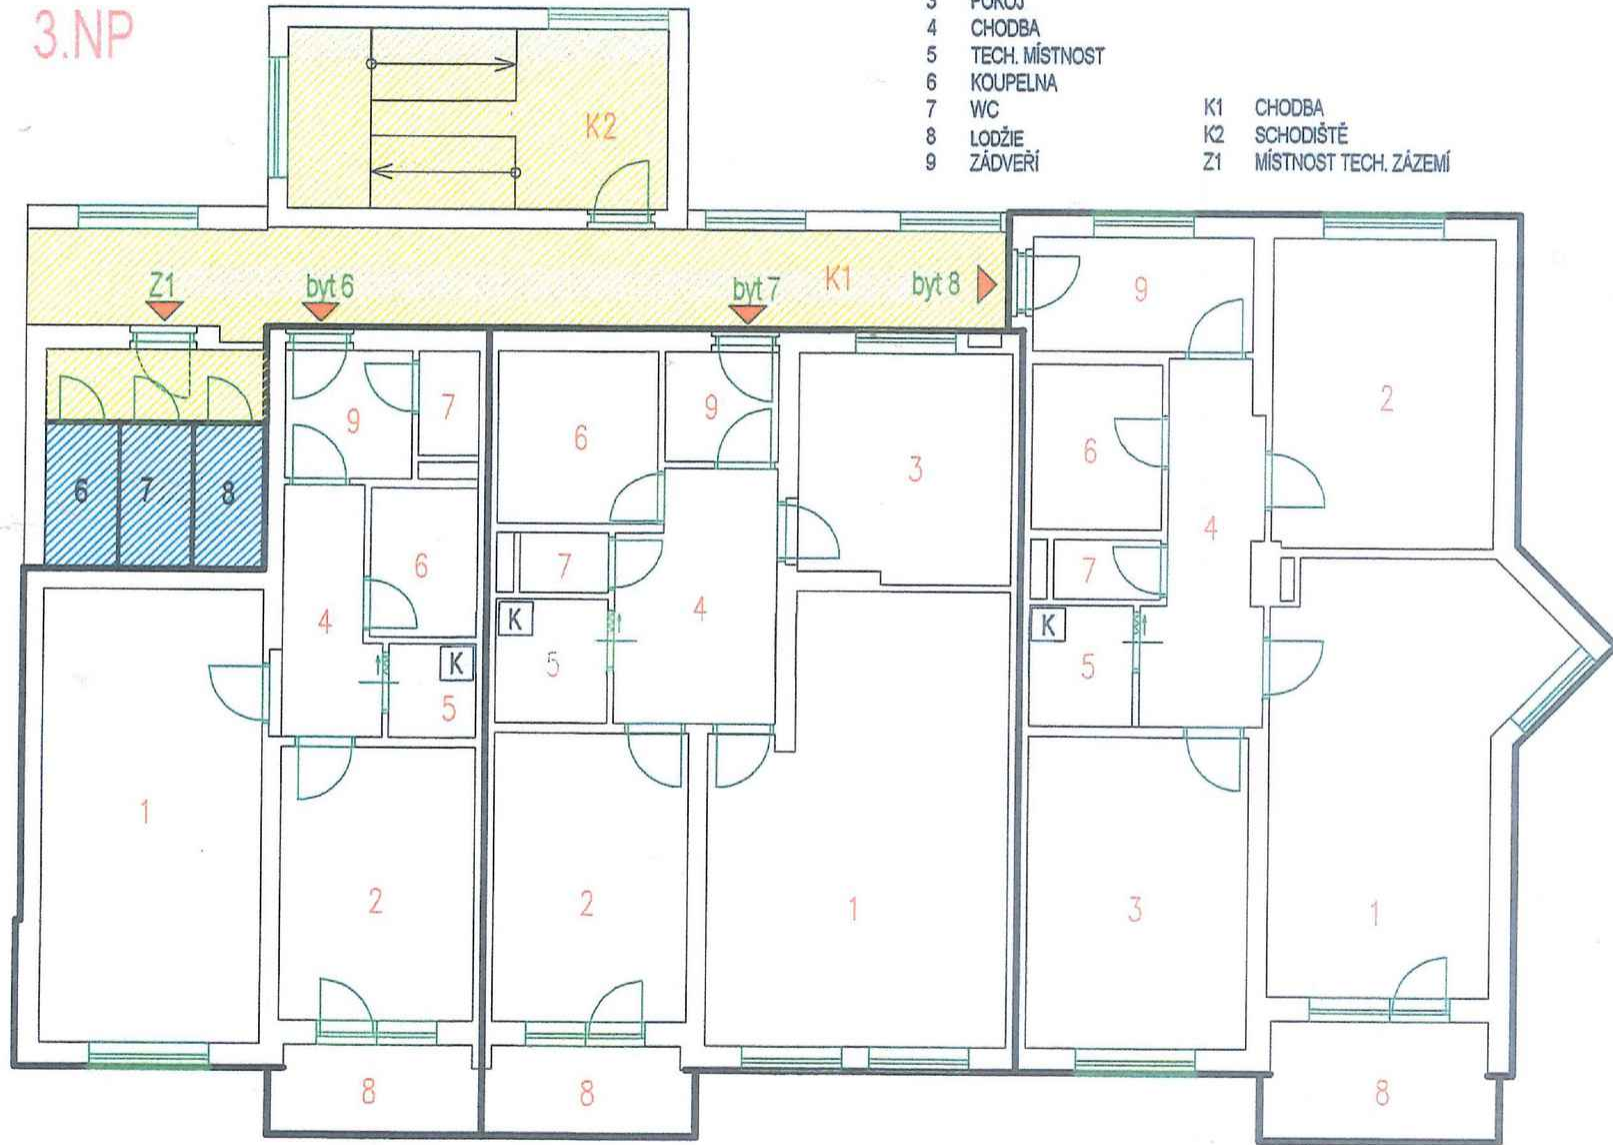 3.NP
3 POKOJ
4 CHODBA
5 TECH. MÍSTNOST
6 KOUPELNA
7 WC
8 LODŽIE
9 ZÁDVEŘÍ
K1 CHODBA
K2 SCHODIŠTĚ
Z1 MÍSTNOST TECH. ZÁZEMÍ
K2
Z1 byt 6 byt 7 K1 byt 8
9
2
9 7 6 9 3 6 4
6 7 8
6 7 4 7
4 K K
5 5
K
5
1
2 2 1 3 1
8 8 8